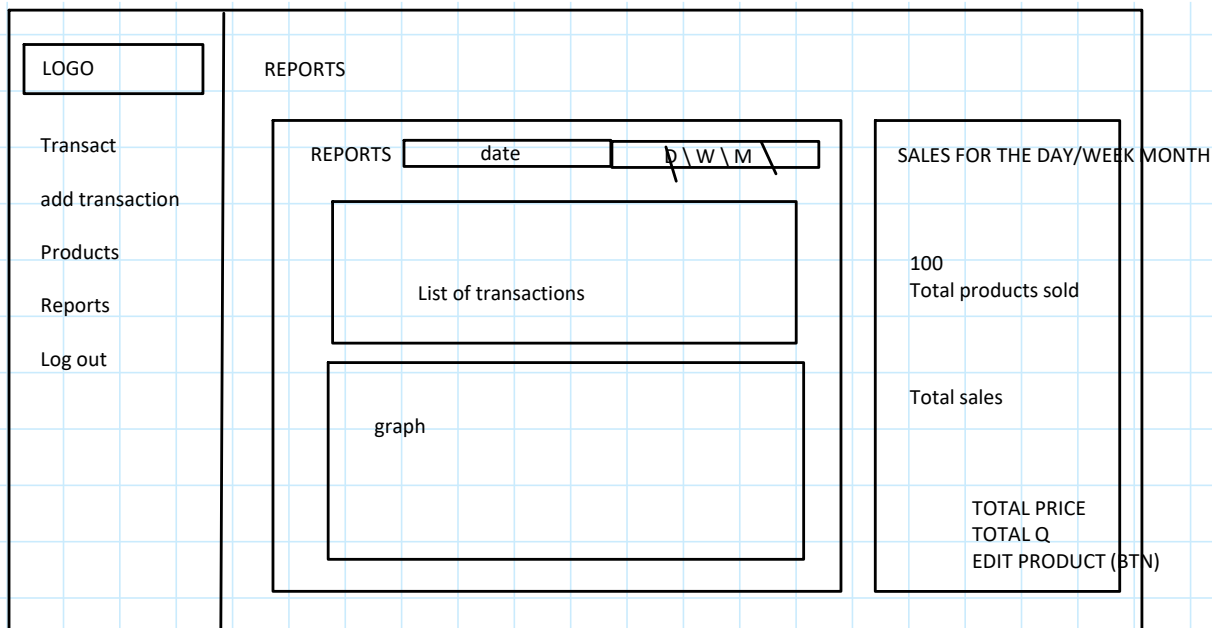 LOGO
Transact
add transaction
Products
Reports
Log out
REPORTS
REPORTS
date
D \ W \ M
List of transactions
graph
SALES FOR THE DAY/WEEK MONTH
100
Total products sold
Total sales
TOTAL PRICE
TOTAL Q
EDIT PRODUCT (BTN)